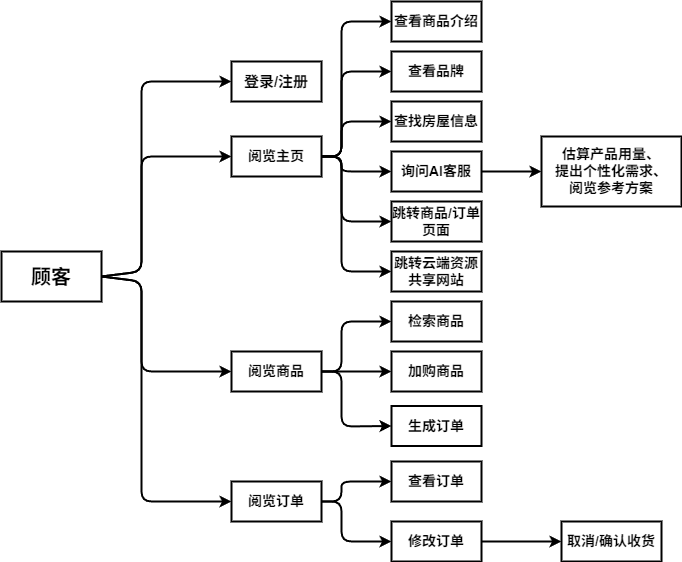 顾客
登录/注册
阅览主页
查看商品介绍
查看品牌
查找房屋信息
询问AI客服
估算产品用量、
提出个性化需求、
阅览参考方案
跳转商品/订单
页面
跳转云端资源
共享网站
阅览商品
检索商品
加购商品
生成订单
阅览订单
查看订单
修改订单
取消/确认收货